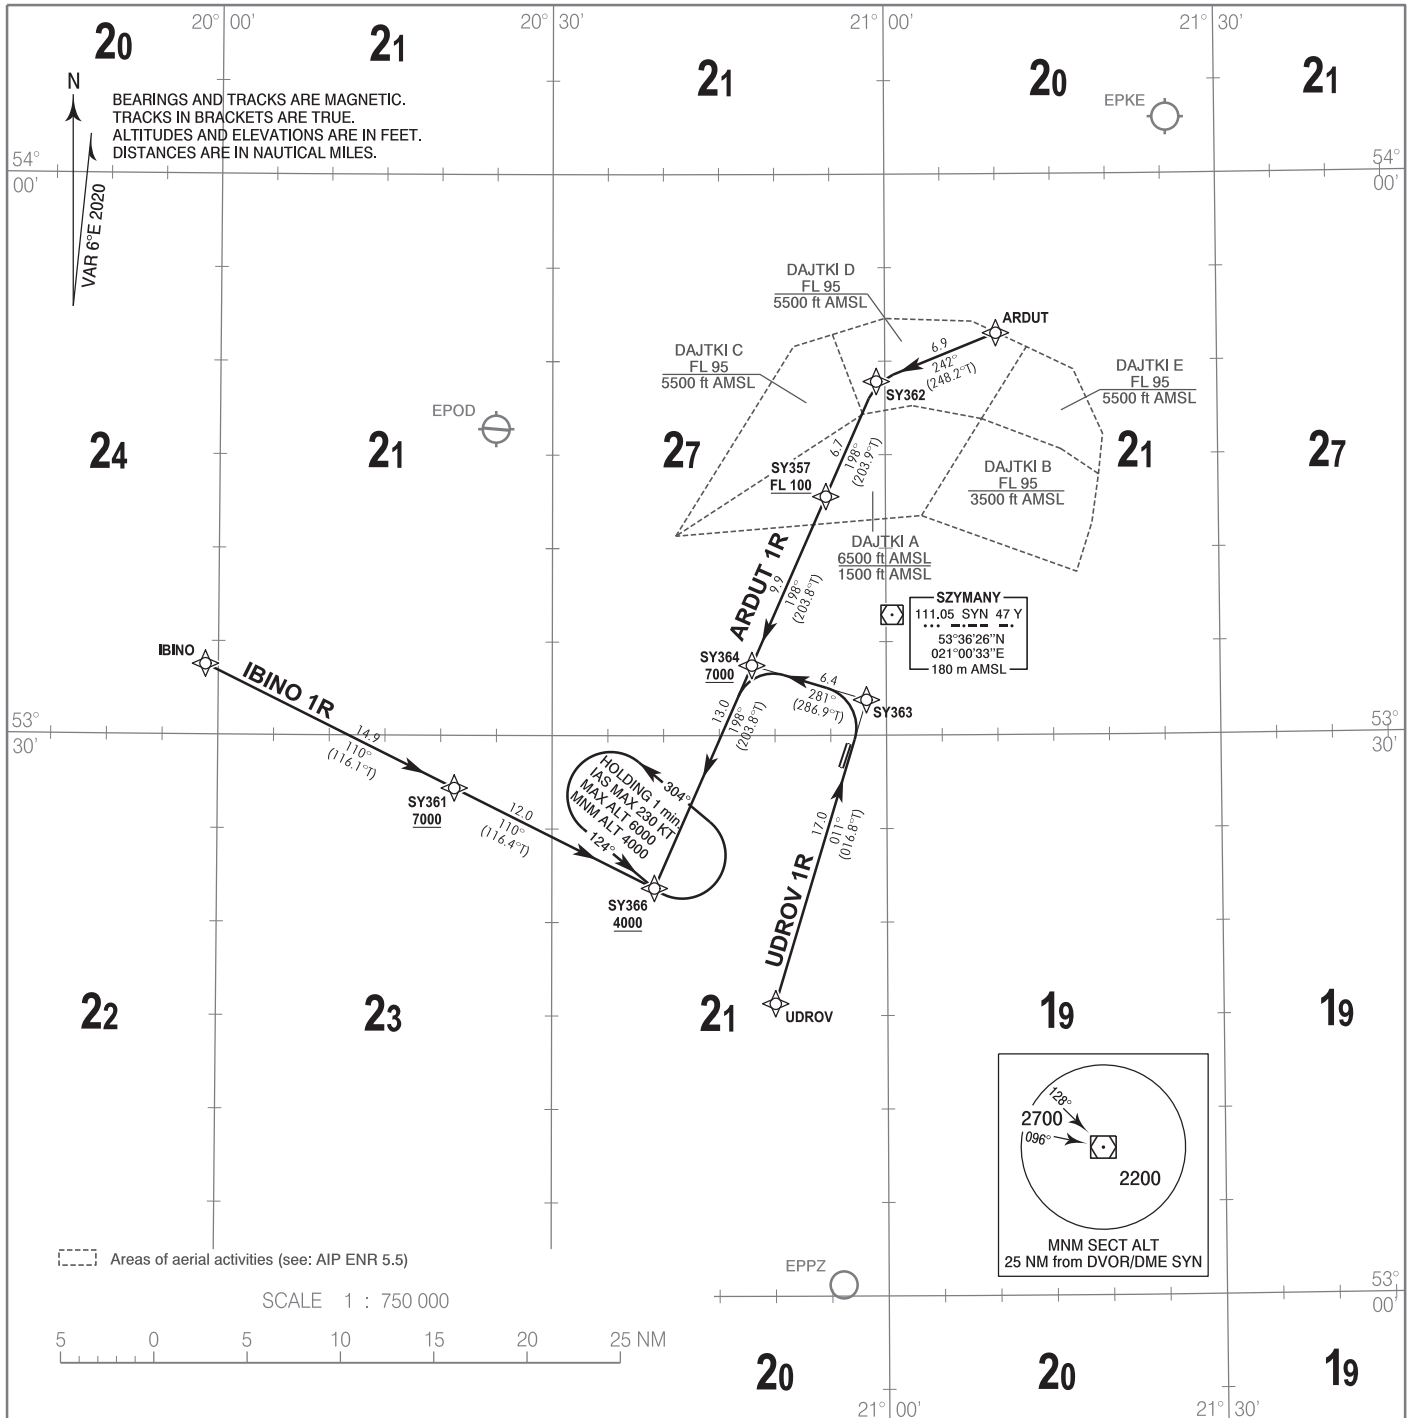 20° 00'
20° 30'
21° 00'
21° 30'
20
21
21
20
21
N
BEARINGS AND TRACKS ARE MAGNETIC.
TRACKS IN BRACKETS ARE TRUE.
ALTITUDES AND ELEVATIONS ARE IN FEET.
DISTANCES ARE IN NAUTICAL MILES.
VAR 6°E 2020
EPKE
54°
00'
54°
00'
DAJTKI D
FL 95
5500 ft AMSL
ARDUT
6.9
242°
(248.2°T)
DAJTKI C
FL 95
5500 ft AMSL
DAJTKI E
FL 95
5500 ft AMSL
SY362
EPOD
24
21
27
21
27
6.7
198°
(203.9°T)
SY357
FL 100
DAJTKI B
FL 95
3500 ft AMSL
DAJTKI A
6500 ft AMSL
1500 ft AMSL
ARDUT 1R
9.9
198°
(203.8°T)
SZYMANY
111.05 SYN 47 Y
53°36'26"N
021°00'33"E
180 m AMSL
IBINO
IBINO 1R
SY364
7000
6.4
281°
(286.9°T)
SY363
53°
30'
53°
30'
14.9
110°
(116.1°T)
13.0
198°
(203.8°T)
SY361
7000
12.0
110°
(116.4°T)
HOLDING 1 min.
IAS MAX 230 KT
MAX ALT 6000
MNM ALT 4000
304°
124°
17.0
011°
(016.8°T)
UDROV 1R
SY366
4000
UDROV
22
23
21
19
19
128°
2700
096°
2200
MNM SECT ALT
25 NM from DVOR/DME SYN
Areas of aerial activities (see: AIP ENR 5.5)
EPPZ
53°
00'
SCALE 1 : 750 000
5 0 5 10 15 20 25 NM
20
20
19
21° 00'
21° 30'